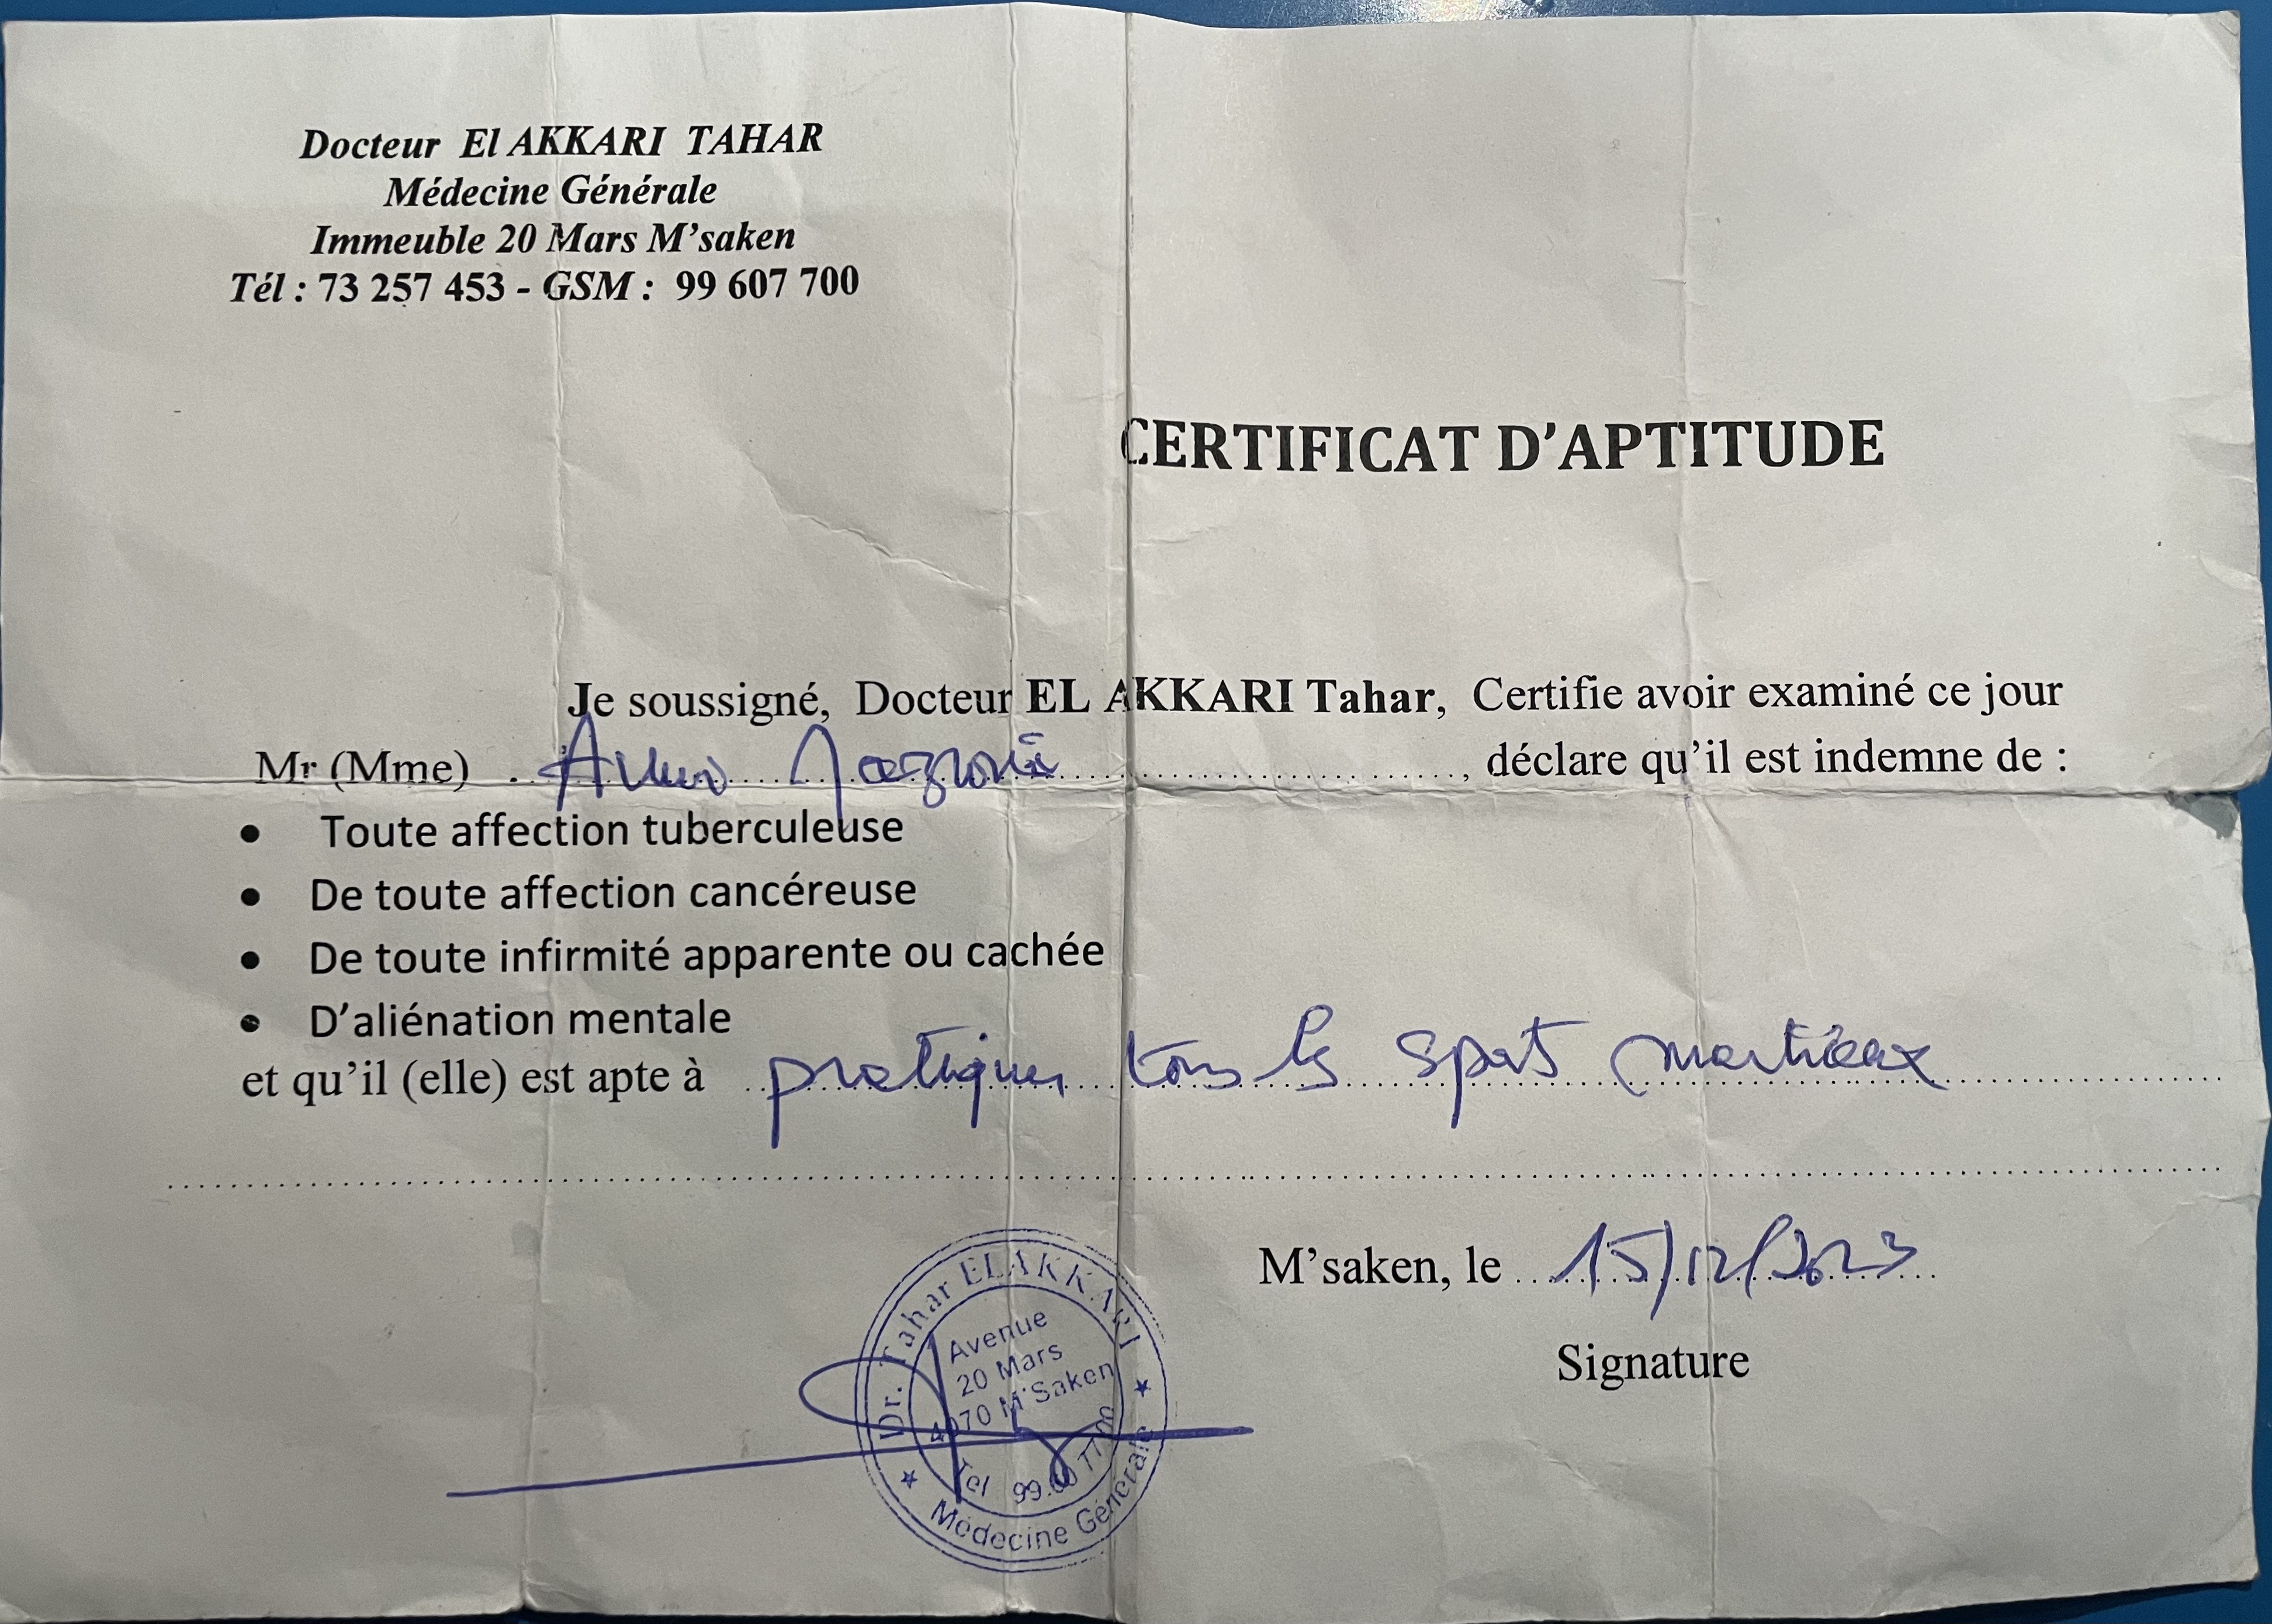 Docteur El AKKARI TAHAR
Médecine Générale
Immeuble 20 Mars M'saken
Tél : 73 257 453 - GSM : 99 607 700
CERTIFICAT D'APTITUDE
Je soussigné, Docteur EL AKKARI Tahar, Certifie avoir examiné ce jour
Mr (Mme) ..............................., déclare qu'il est indemne de :
• Toute affection tuberculeuse
• De toute affection cancéreuse
• De toute infirmité apparente ou cachée
• D'aliénation mentale
et qu'il (elle) est apte à pratiquer tous les sport martiaux
M'saken, le 15/12/2023
Signature
Dr. Tahar ELAKKARI
Avenue
20 Mars
4070 M'Saken
Tél
Médecine Générale